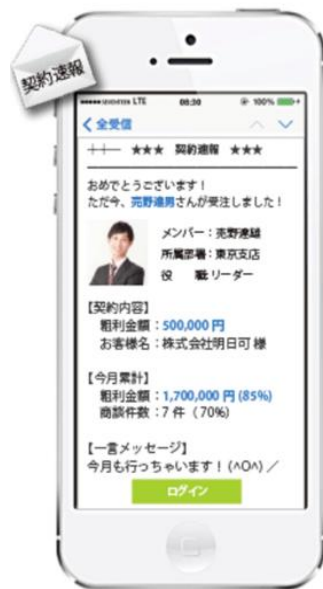 契約速報
LTE 08:30 100%
全受信
★★★ 契約速報 ★★★
おめでとうございます!
ただ今、売野達男さんが受注しました!
メンバー:売野達雄
所属部署:東京支店
役 職:リーダー
【契約内容】
粗利金額:500,000 円
お客様名:株式会社明日可 様
【今月累計】
粗利金額:1,700,000 円 (85%)
商談件数:7 件 (70%)
【一言メッセージ】
今月も行っちゃいます! (^O^) /
ログイン